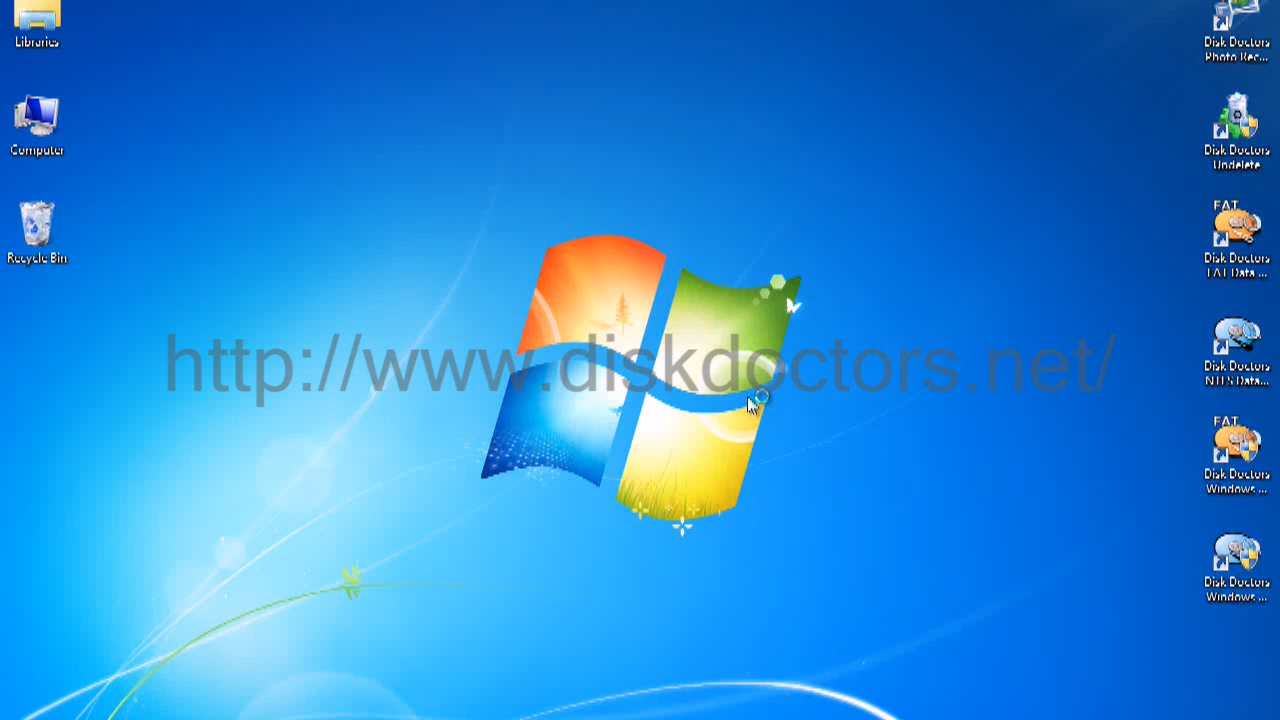 Libraries
Computer
Recycle Bin
http://www.diskdoctors.net/
Disk Doctors
Photo Rec...
Disk Doctors
Undelete
FAT
Disk Doctors
FAT Data ...
Disk Doctors
NTFS Data...
FAT
Disk Doctors
Windows ...
Disk Doctors
Windows ...